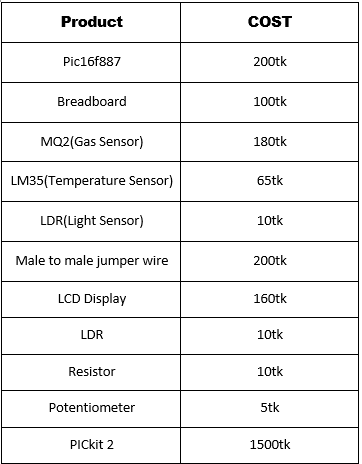 Product COST
Pic16f887 200tk
Breadboard 100tk
MQ2(Gas Sensor) 180tk
LM35(Temperature Sensor) 65tk
LDR(Light Sensor) 10tk
Male to male jumper wire 200tk
LCD Display 160tk
LDR 10tk
Resistor 10tk
Potentiometer 5tk
PICkit 2 1500tk